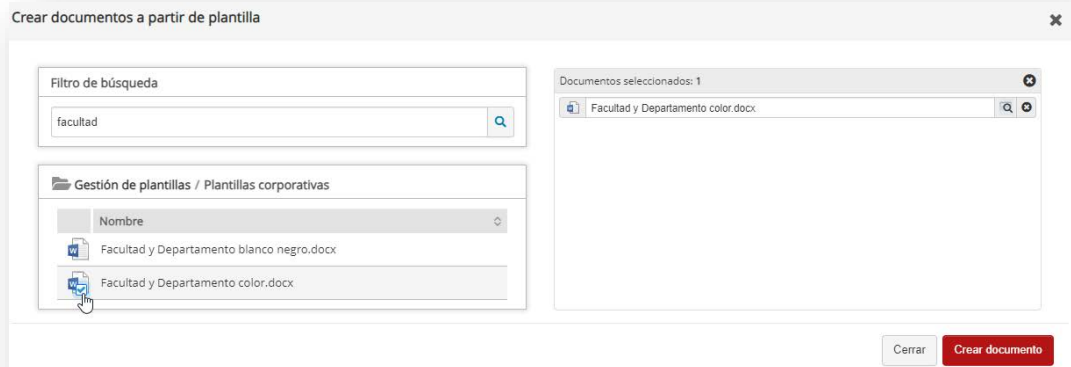 Crear documentos a partir de plantilla
Filtro de búsqueda
facultad
Gestión de plantillas / Plantillas corporativas
Nombre
Facultad y Departamento blanco negro.docx
Facultad y Departamento color.docx
Documentos seleccionados: 1
Facultad y Departamento color.docx
Cerrar
Crear documento